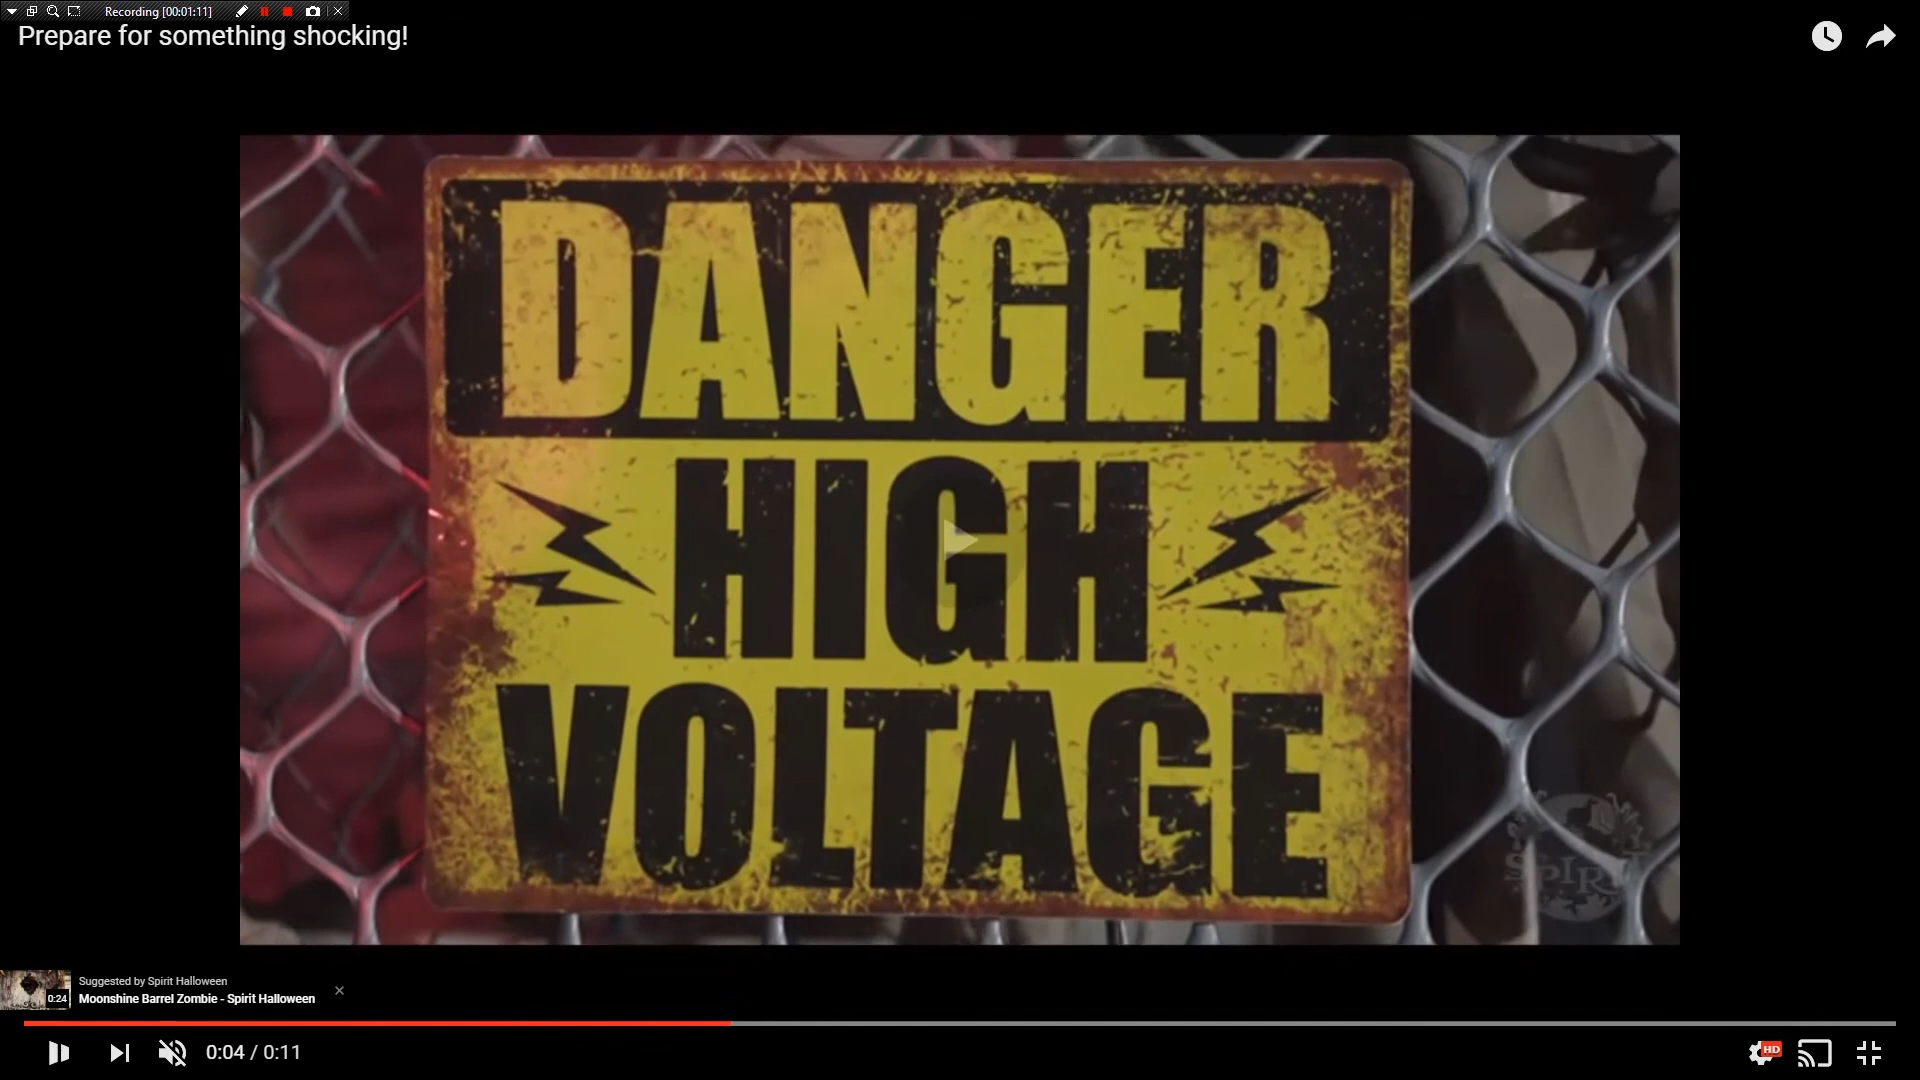 Recording [00:01:11]
Prepare for something shocking!
DANGER
HIGH
VOLTAGE
SPIRIT
Suggested by Spirit Halloween
0:24
Moonshine Barrel Zombie - Spirit Halloween
0:04 / 0:11
HD